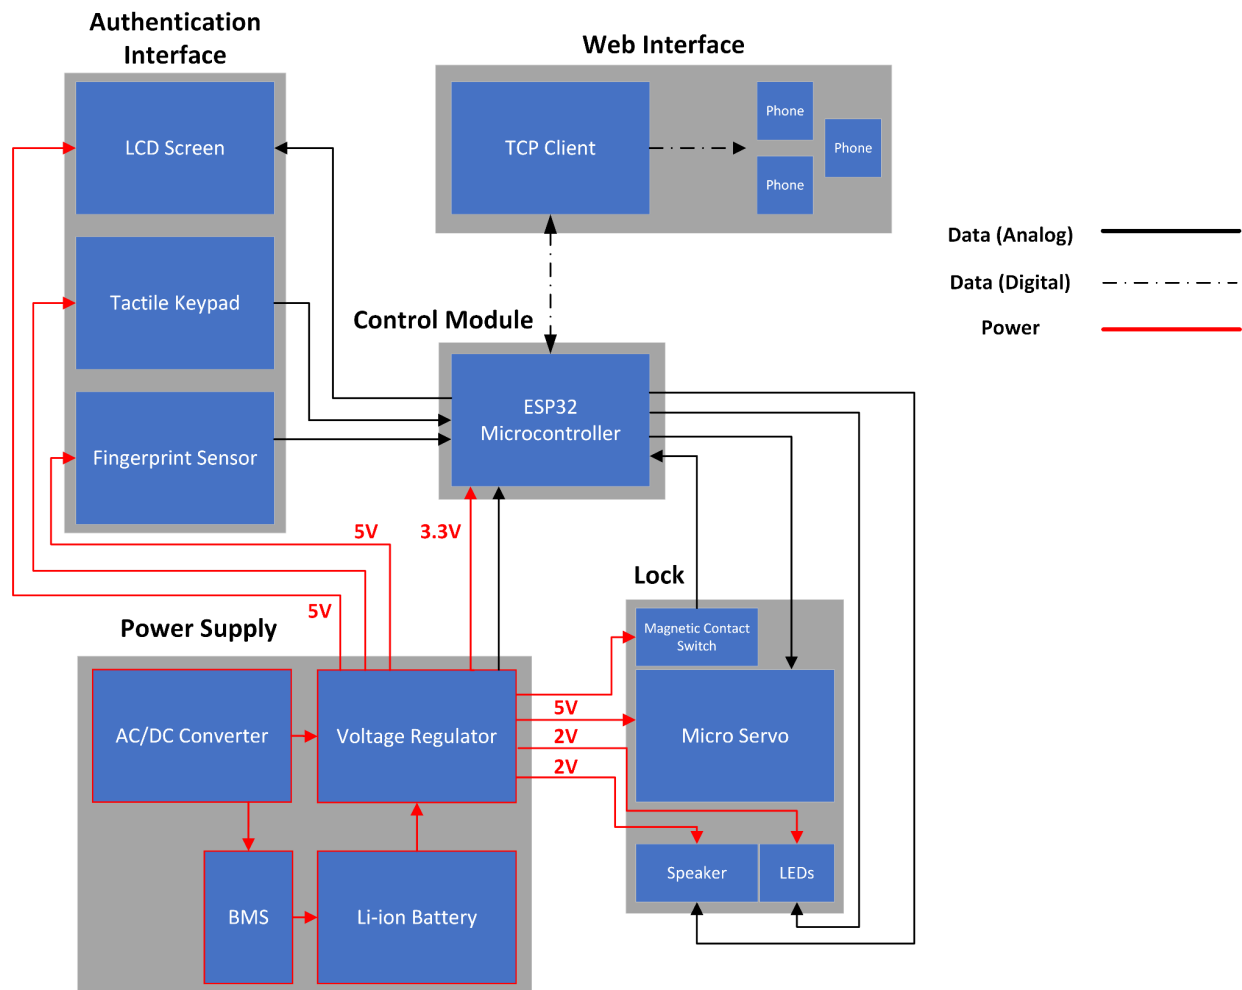 Authentication
Interface
LCD Screen
Tactile Keypad
Fingerprint Sensor
Web Interface
TCP Client
Phone
Phone
Phone
Data (Analog)
Data (Digital)
Power
Control Module
ESP32
Microcontroller
5V
3.3V
5V
Power Supply
AC/DC Converter
Voltage Regulator
BMS
Li-ion Battery
5V
2V
2V
Lock
Magnetic Contact
Switch
Micro Servo
Speaker
LEDs